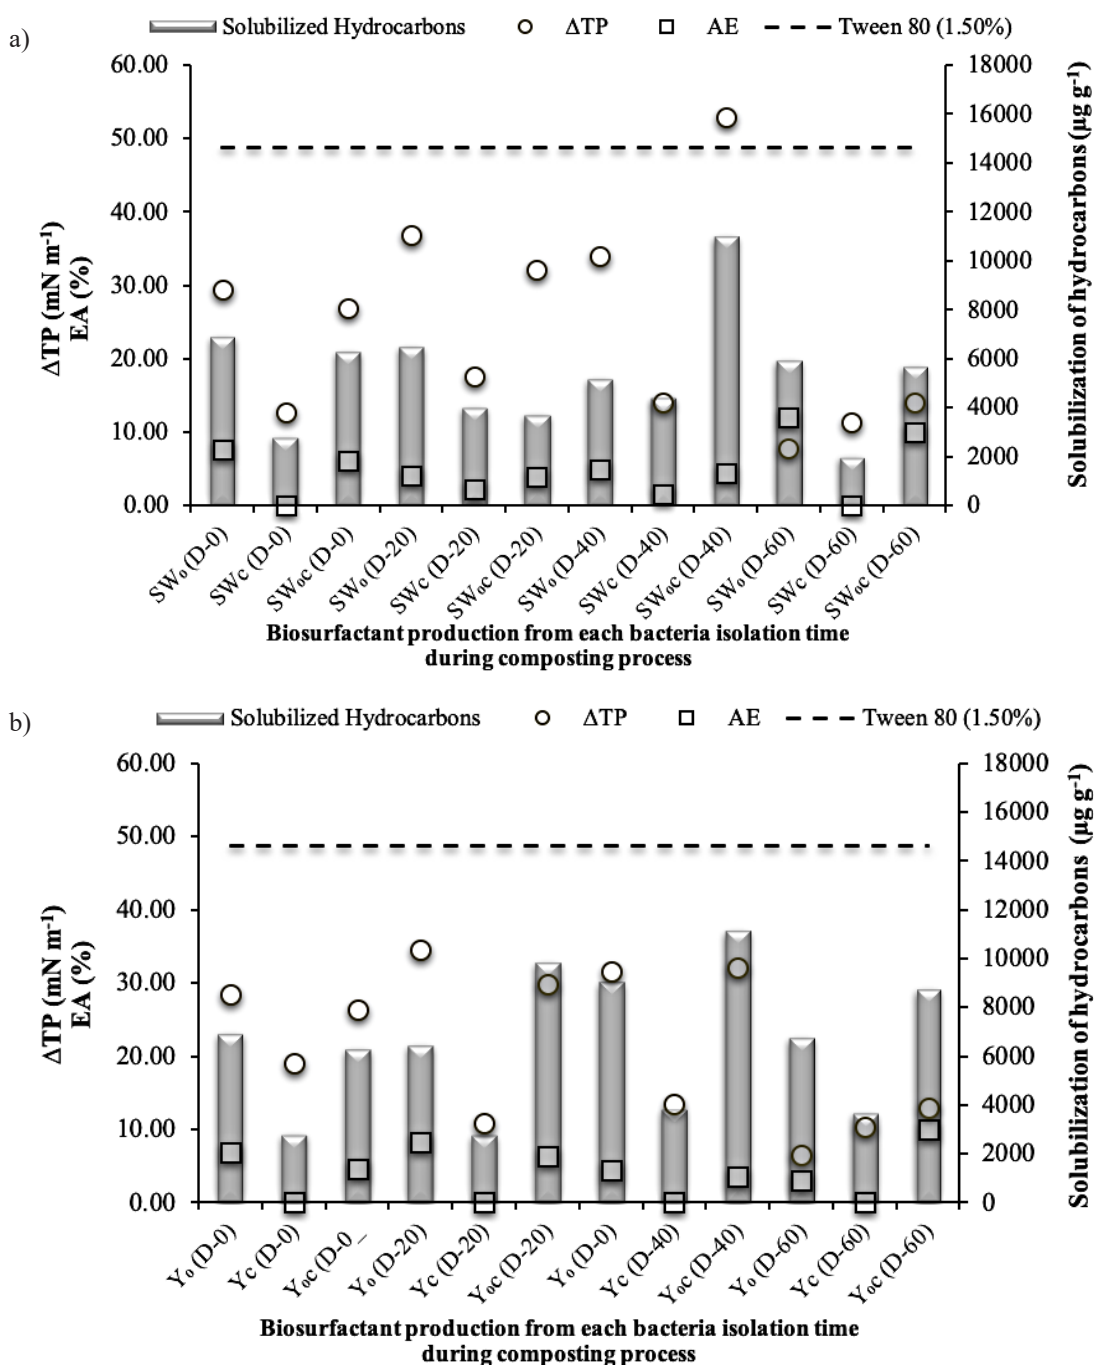 a)
Solubilized Hydrocarbons ΔTP AE Tween 80 (1.50%)
60.00
50.00
40.00
30.00
20.00
10.00
0.00
ΔTP (mN m⁻¹)
EA (%)
18000
16000
14000
12000
10000
8000
6000
4000
2000
0
Solubilization of hydrocarbons (µg g⁻¹)
SWₒ (D-0)
SWc (D-0)
SWₒc (D-0)
SWₒ (D-20)
SWc (D-20)
SWₒc (D-20)
SWₒ (D-40)
SWc (D-40)
SWₒc (D-40)
SWₒ (D-60)
SWc (D-60)
SWₒc (D-60)
Biosurfactant production from each bacteria isolation time
during composting process
b)
Solubilized Hydrocarbons ΔTP AE Tween 80 (1.50%)
60.00
50.00
40.00
30.00
20.00
10.00
0.00
ΔTP (mN m⁻¹)
EA (%)
18000
16000
14000
12000
10000
8000
6000
4000
2000
0
Solubilization of hydrocarbons (µg g⁻¹)
Yₒ (D-0)
Yc (D-0)
Yₒc (D-0_
Yₒ (D-20)
Yc (D-20)
Yₒc (D-20)
Yₒ (D-0)
Yc (D-40)
Yₒc (D-40)
Yₒ (D-60)
Yc (D-60)
Yₒc (D-60)
Biosurfactant production from each bacteria isolation time
during composting process